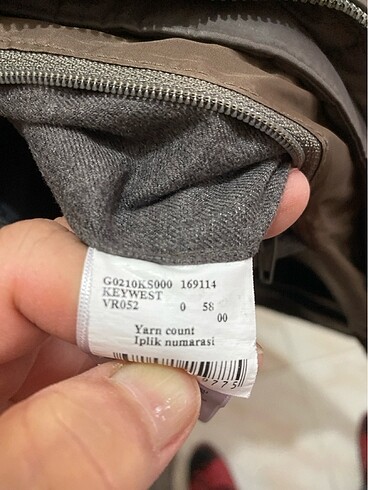 G0210KS000 169114
KEYWEST
VR052 0 58
00
Yarn count
Iplik numarasi